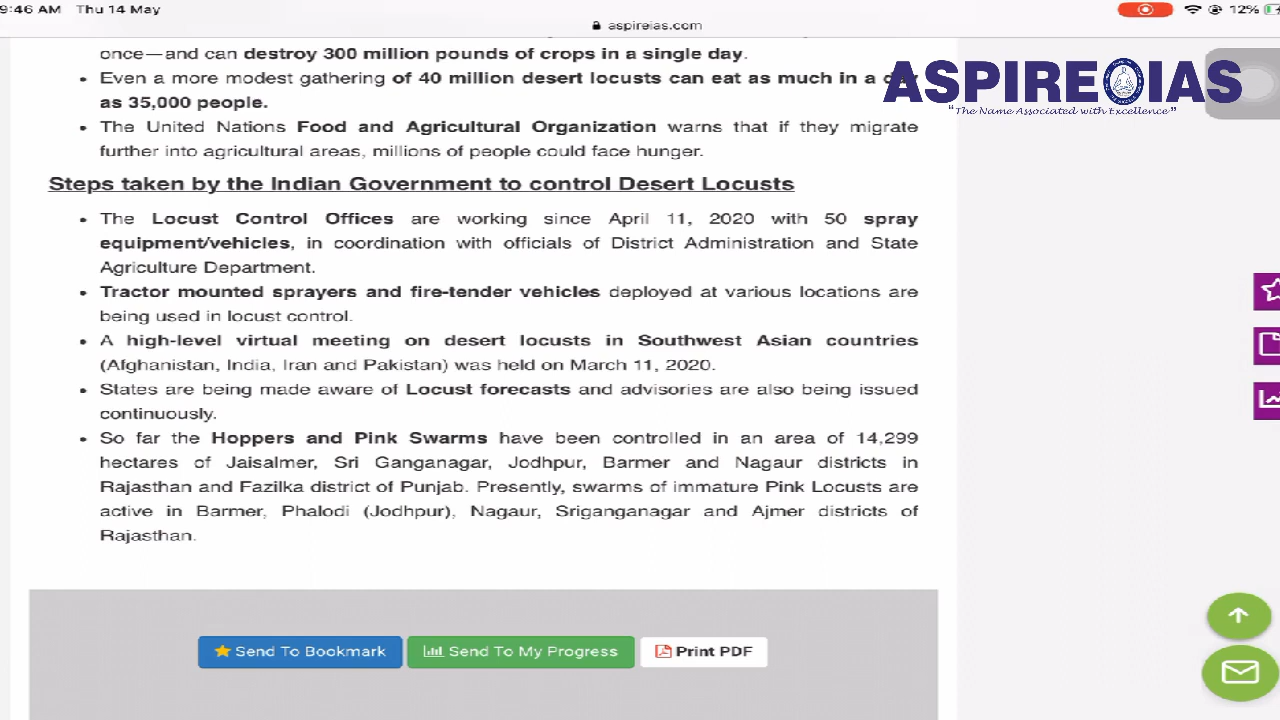 9:46 AM Thu 14 May
12%
aspireias.com
once—and can destroy 300 million pounds of crops in a single day.
• Even a more modest gathering of 40 million desert locusts can eat as much in a day
as 35,000 people.
ASPIRE IAS
"The Name Associated with Excellence"
• The United Nations Food and Agricultural Organization warns that if they migrate
further into agricultural areas, millions of people could face hunger.
Steps taken by the Indian Government to control Desert Locusts
• The Locust Control Offices are working since April 11, 2020 with 50 spray
equipment/vehicles, in coordination with officials of District Administration and State
Agriculture Department.
• Tractor mounted sprayers and fire-tender vehicles deployed at various locations are
being used in locust control.
• A high-level virtual meeting on desert locusts in Southwest Asian countries
(Afghanistan, India, Iran and Pakistan) was held on March 11, 2020.
• States are being made aware of Locust forecasts and advisories are also being issued
continuously.
• So far the Hoppers and Pink Swarms have been controlled in an area of 14,299
hectares of Jaisalmer, Sri Ganganagar, Jodhpur, Barmer and Nagaur districts in
Rajasthan and Fazilka district of Punjab. Presently, swarms of immature Pink Locusts are
active in Barmer, Phalodi (Jodhpur), Nagaur, Sriganganagar and Ajmer districts of
Rajasthan.
Send To Bookmark
Send To My Progress
Print PDF